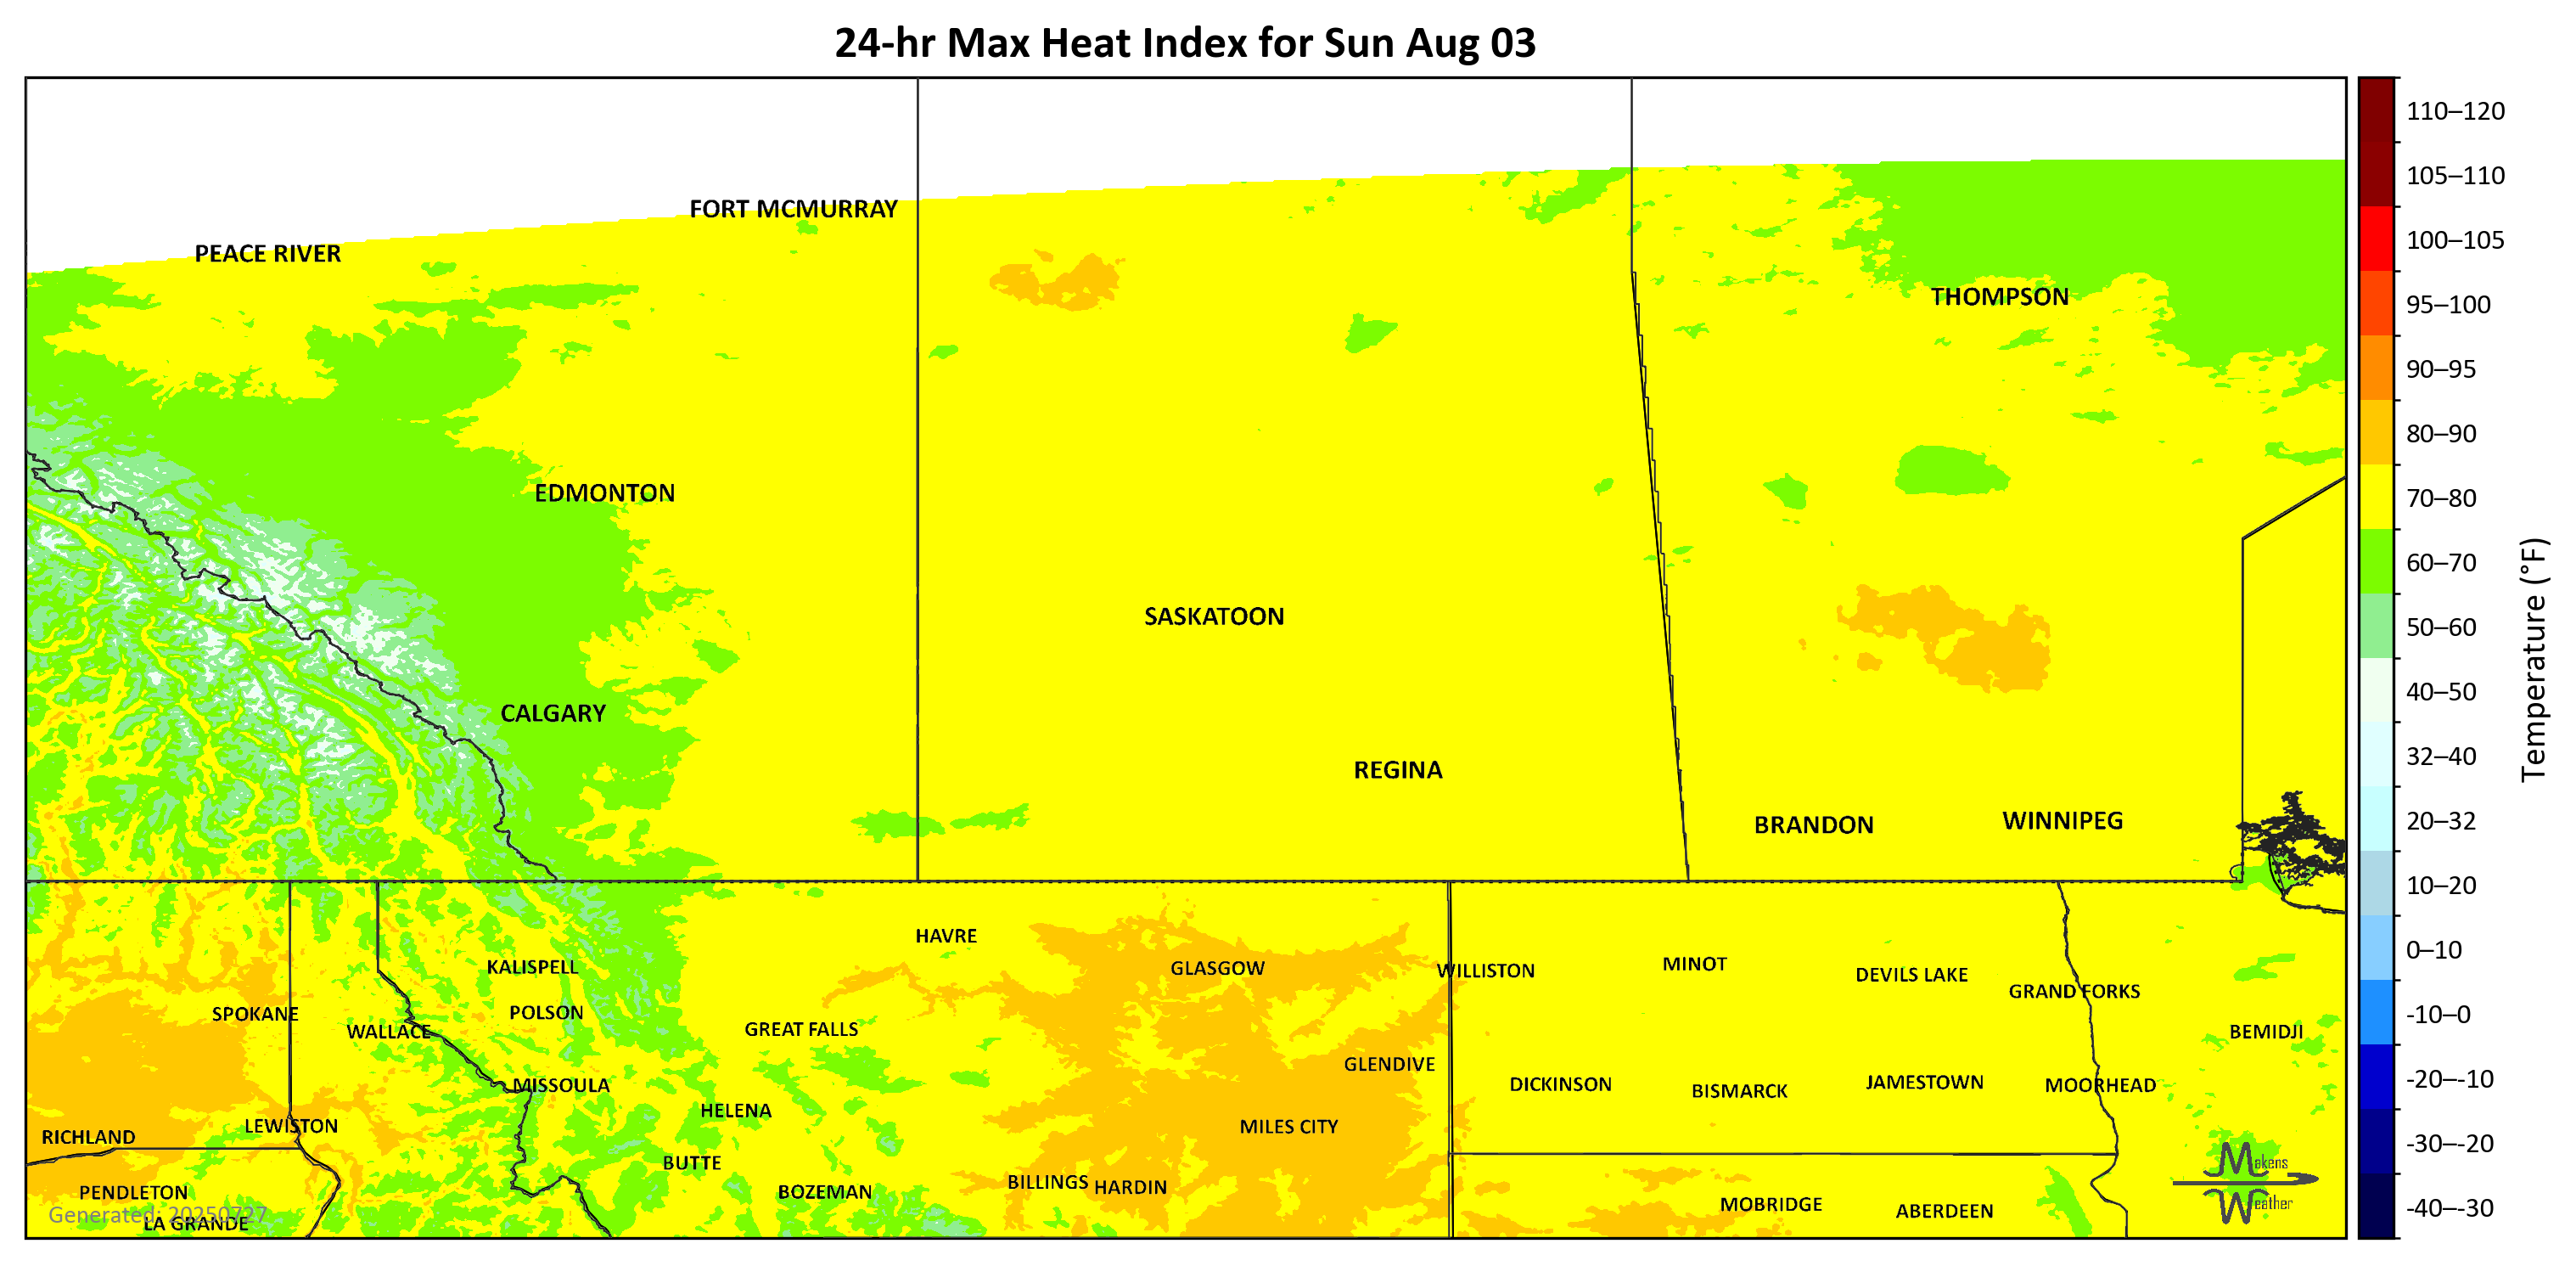 24-hr Max Heat Index for Sun Aug 03
110–120
105–110
100–105
95–100
90–95
80–90
70–80
60–70
50–60
40–50
32–40
20–32
10–20
0–10
-10–0
-20–-10
-30–-20
-40–-30
Temperature (°F)
FORT MCMURRAY
PEACE RIVER
THOMPSON
EDMONTON
SASKATOON
CALGARY
REGINA
BRANDON
WINNIPEG
HAVRE
KALISPELL
GLASGOW
WILLISTON
MINOT
DEVILS LAKE
GRAND FORKS
SPOKANE
POLSON
WALLACE
GREAT FALLS
BEMIDJI
GLENDIVE
MISSOULA
DICKINSON
BISMARCK
JAMESTOWN
MOORHEAD
HELENA
LEWISTON
MILES CITY
RICHLAND
BUTTE
PENDLETON
BOZEMAN
BILLINGS
HARDIN
MOBRIDGE
ABERDEEN
Generated: 20250727
LA GRANDE
Makens
Weather